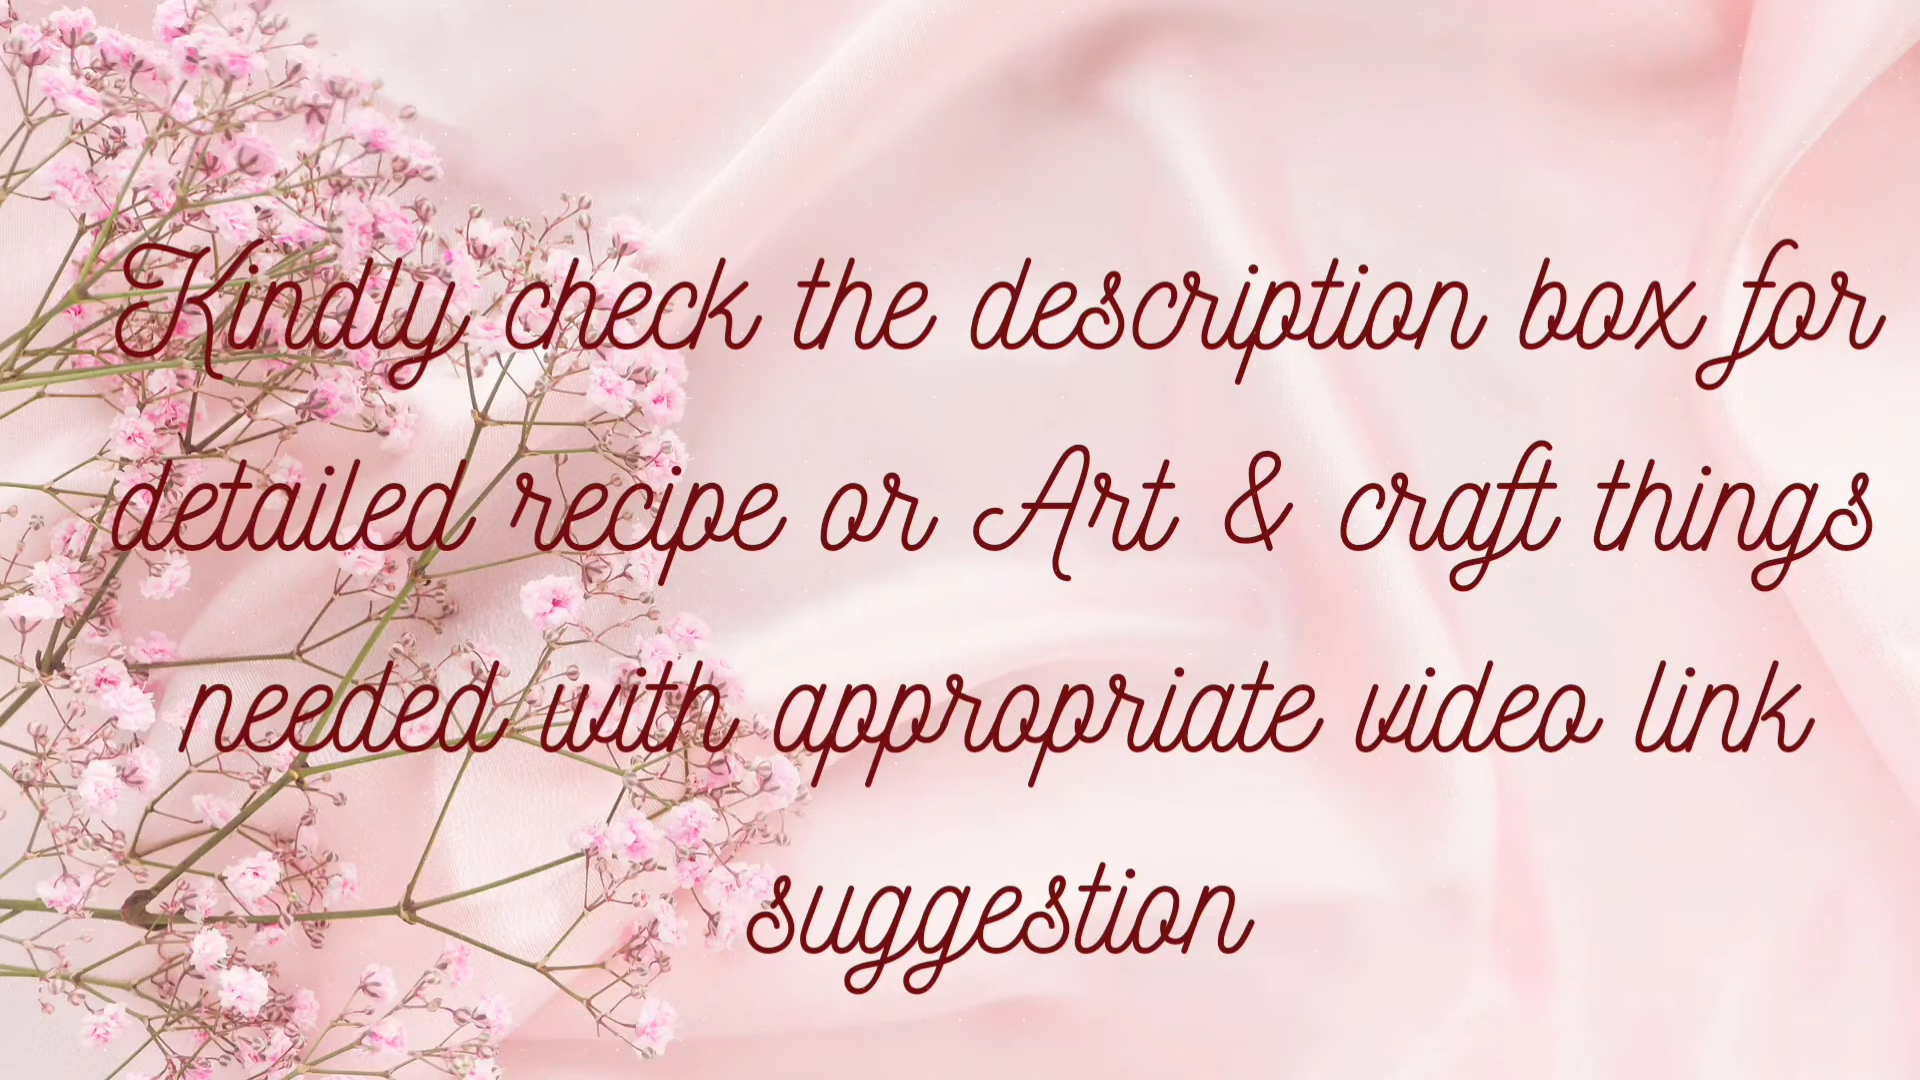 Kindly check the description box for
detailed recipe or Art & craft things
needed with appropriate video link
suggestion